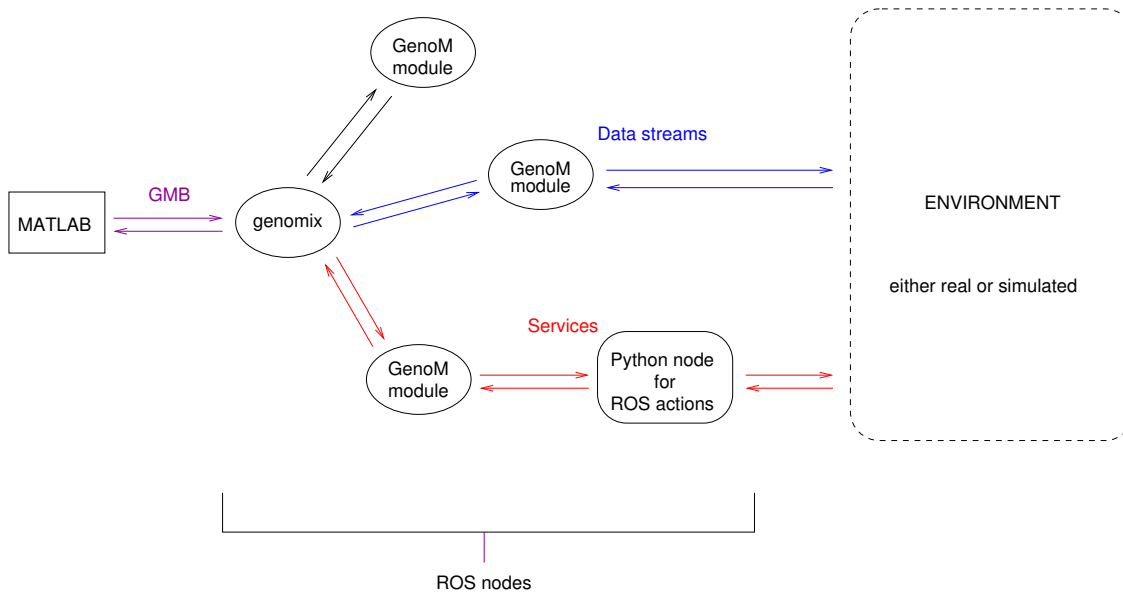 GenoM
module
Data streams
GenoM
module
GMB
MATLAB
genomix
ENVIRONMENT
either real or simulated
Services
GenoM
module
Python node
for
ROS actions
ROS nodes